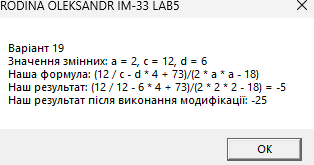 RODINA OLEKSANDR IM-33 LAB5
Варіант 19
Значення змінних: a = 2, c = 12, d = 6
Наша формула: (12 / c - d * 4 + 73)/(2 * a * a - 18)
Наш результат: (12 / 12 - 6 * 4 + 73)/(2 * 2 * 2 - 18) = -5
Наш результат після виконання модифікації: -25
OK